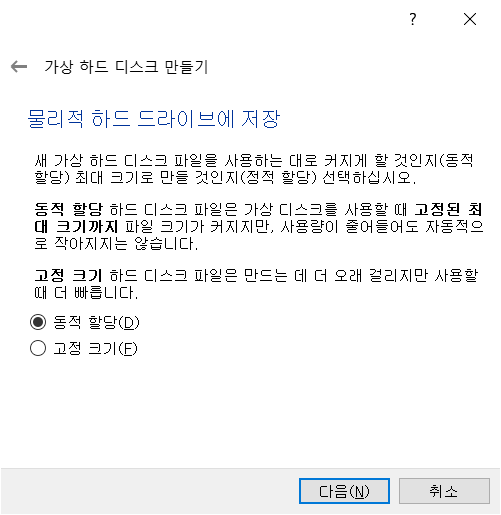 ?
가상 하드 디스크 만들기
물리적 하드 드라이브에 저장
새 가상 하드 디스크 파일을 사용하는 대로 커지게 할 것인지(동적
할당) 최대 크기로 만들 것인지(정적 할당) 선택하십시오.
동적 할당 하드 디스크 파일은 가상 디스크를 사용할 때 고정된 최
대 크기까지 파일 크기가 커지지만, 사용량이 줄어들어도 자동적으
로 작아지지는 않습니다.
고정 크기 하드 디스크 파일은 만드는 데 더 오래 걸리지만 사용할
때 더 빠릅니다.
동적 할당(D)
고정 크기(F)
다음(N) 취소